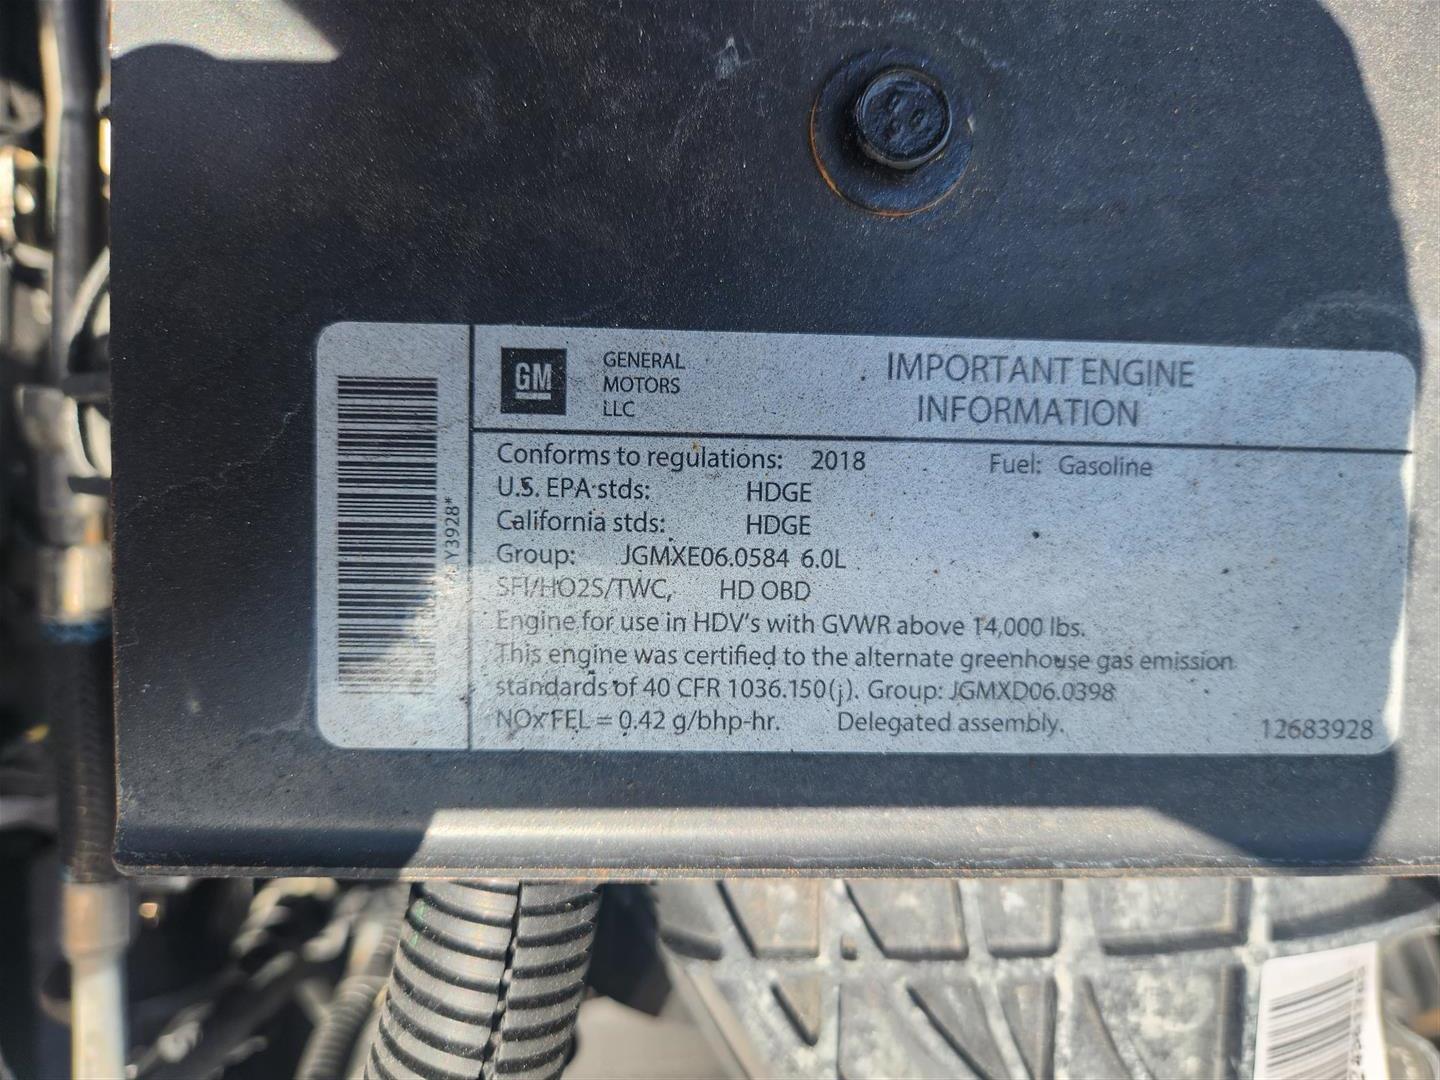 GM
GENERAL
MOTORS
LLC
IMPORTANT ENGINE
INFORMATION
Conforms to regulations: 2018 Fuel: Gasoline
U.S. EPA stds: HDGE
California stds: HDGE
Group: JGMXE06.0584 6.0L
SFI/HO2S/TWC, HD OBD
Engine for use in HDV's with GVWR above 14,000 lbs.
This engine was certified to the alternate greenhouse gas emission
standards of 40 CFR 1036.150(j). Group: JGMXD06.0398
NOx FEL = 0.42 g/bhp-hr. Delegated assembly.
12683928
Y3928*